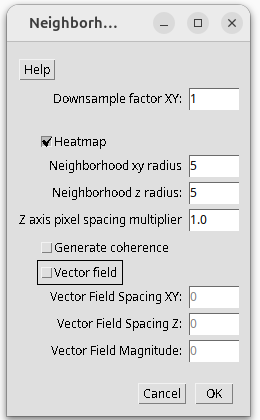 Neighborh...
Help
Downsample factor XY: 1
Heatmap
Neighborhood xy radius 5
Neighborhood z radius: 5
Z axis pixel spacing multiplier 1.0
Generate coherence
Vector field
Vector Field Spacing XY: 0
Vector Field Spacing Z: 0
Vector Field Magnitude: 0
Cancel OK